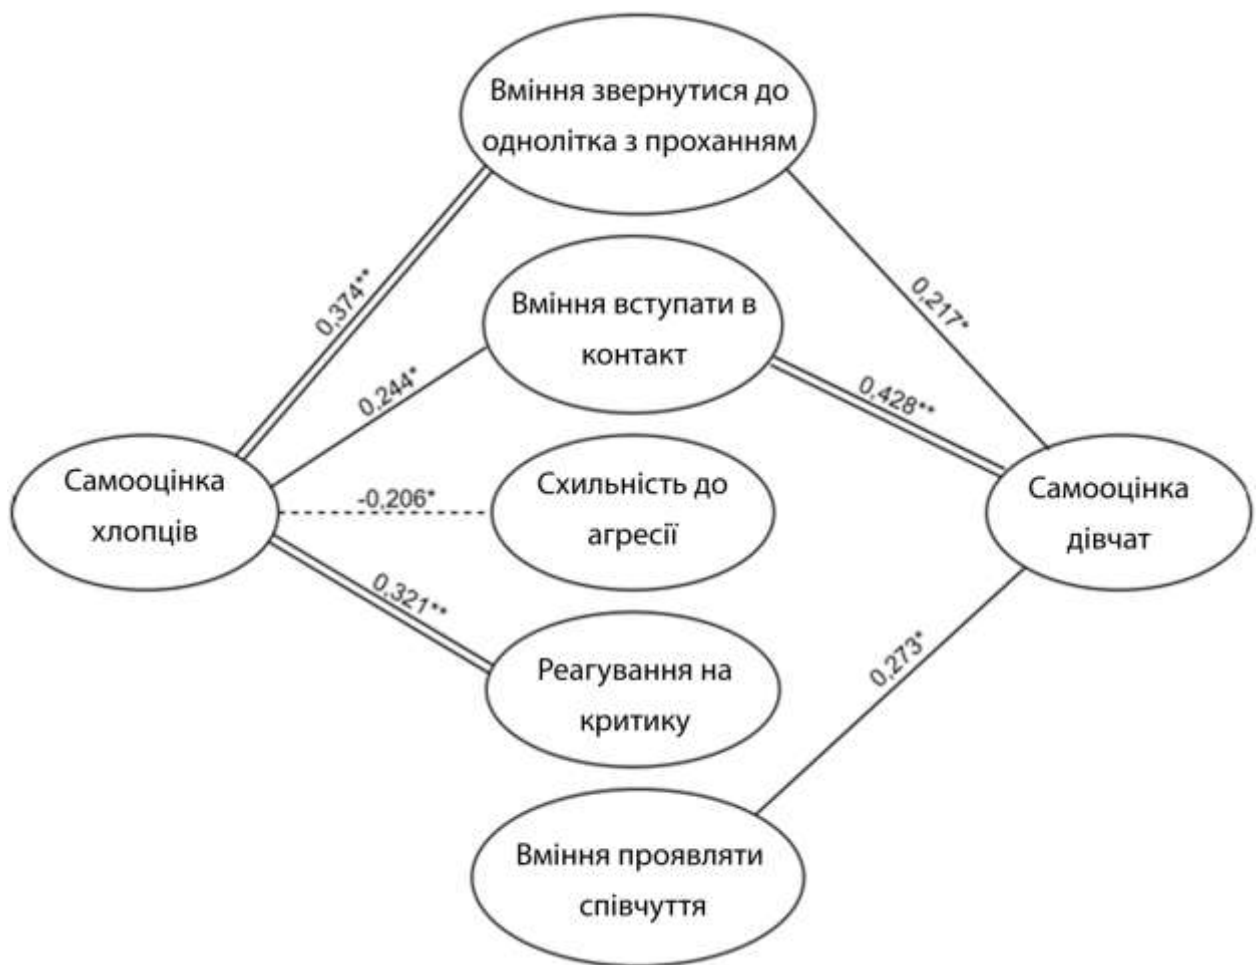 Вміння звернутися до
однолітка з проханням
0,374**
0,217*
Вміння вступати в
контакт
0,244*
0,428**
Самооцінка
хлопців
-0,206*
Схильність до
агресії
Самооцінка
дівчат
0,321**
Реагування на
критику
0,273*
Вміння проявляти
співчуття